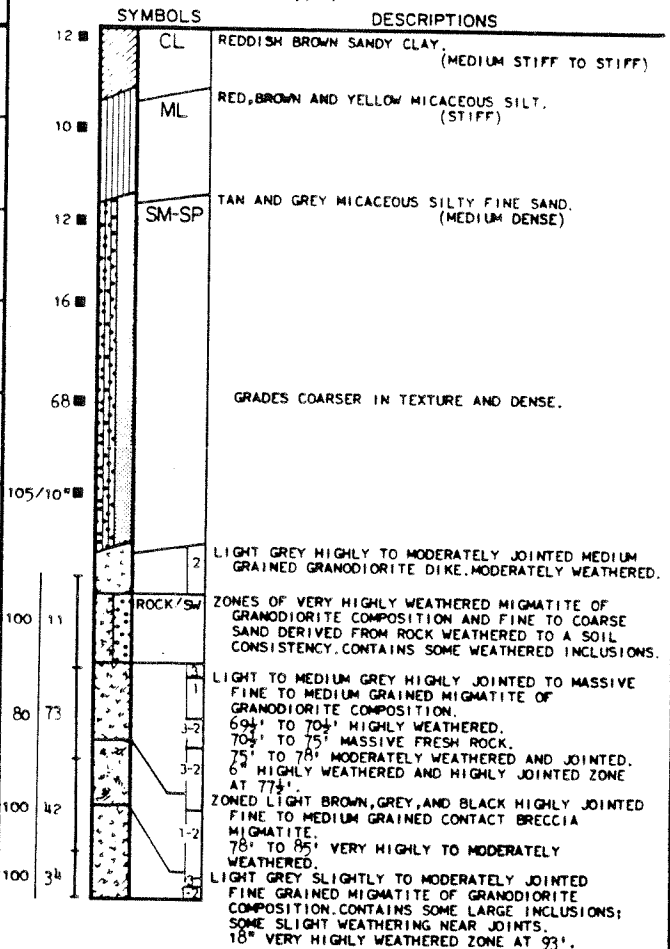 SYMBOLS DESCRIPTIONS
12 CL REDDISH BROWN SANDY CLAY.
(MEDIUM STIFF TO STIFF)
ML RED, BROWN AND YELLOW MICACEOUS SILT.
(STIFF)
10
TAN AND GREY MICACEOUS SILTY FINE SAND.
12 SM-SP (MEDIUM DENSE)
16
68 GRADES COARSER IN TEXTURE AND DENSE.
105/10"
2 LIGHT GREY HIGHLY TO MODERATELY JOINTED MEDIUM
GRAINED GRANODIORITE DIKE. MODERATELY WEATHERED.
ROCK/SW ZONES OF VERY HIGHLY WEATHERED MIGMATITE OF
100 11 GRANODIORITE COMPOSITION AND FINE TO COARSE
SAND DERIVED FROM ROCK WEATHERED TO A SOIL
CONSISTENCY. CONTAINS SOME WEATHERED INCLUSIONS.
3 LIGHT TO MEDIUM GREY HIGHLY JOINTED TO MASSIVE
1 FINE TO MEDIUM GRAINED MIGMATITE OF
GRANODIORITE COMPOSITION.
80 73 3-2 69½' TO 70½' HIGHLY WEATHERED.
70½' TO 75' MASSIVE FRESH ROCK.
75' TO 78' MODERATELY WEATHERED AND JOINTED.
3-2 6" HIGHLY WEATHERED AND HIGHLY JOINTED ZONE
AT 77½'.
100 42 ZONED LIGHT BROWN, GREY, AND BLACK HIGHLY JOINTED
FINE TO MEDIUM GRAINED CONTACT BRECCIA
1-2 MIGMATITE.
78' TO 85' VERY HIGHLY TO MODERATELY
WEATHERED.
100 34 LIGHT GREY SLIGHTLY TO MODERATELY JOINTED
FINE GRAINED MIGMATITE OF GRANODIORITE
COMPOSITION. CONTAINS SOME LARGE INCLUSIONS;
SOME SLIGHT WEATHERING NEAR JOINTS.
18" VERY HIGHLY WEATHERED ZONE AT 93'.